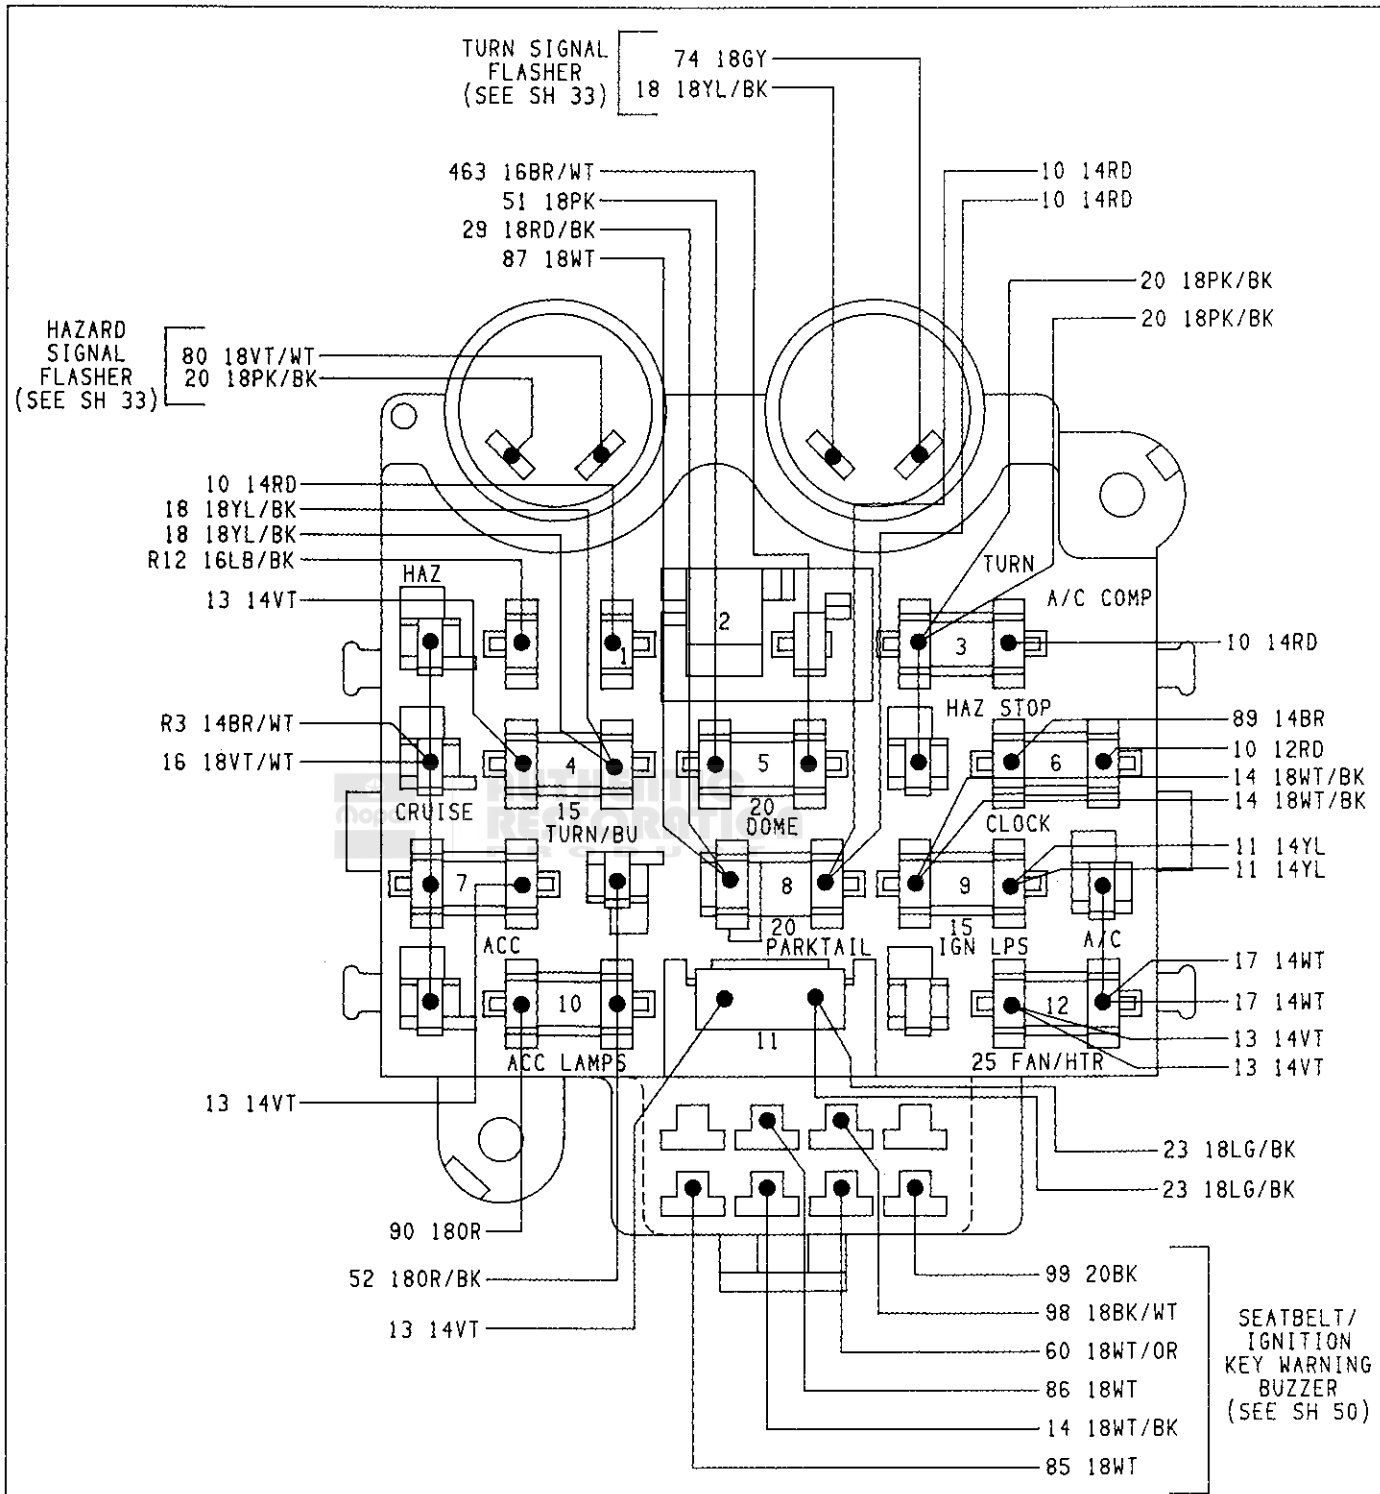 TURN SIGNAL
FLASHER
(SEE SH 33)
74 18GY
18 18YL/BK
463 16BR/WT
51 18PK
29 18RD/BK
87 18WT
10 14RD
10 14RD
20 18PK/BK
20 18PK/BK
HAZARD
SIGNAL
FLASHER
(SEE SH 33)
80 18VT/WT
20 18PK/BK
10 14RD
18 18YL/BK
18 18YL/BK
R12 16LB/BK
13 14VT
HAZ
TURN
A/C COMP
1
2
3
10 14RD
R3 14BR/WT
16 18VT/WT
HAZ STOP
89 14BR
10 12RD
14 18WT/BK
14 18WT/BK
4
5
6
CRUISE
15
TURN/BU
20
DOME
CLOCK
Mopar
AUTHENTIC
RESTORATION
PRODUCT
11 14YL
11 14YL
7
8
9
ACC
20
PARKTAIL
15
IGN LPS
A/C
17 14WT
17 14WT
13 14VT
13 14VT
10
11
12
ACC LAMPS
25 FAN/HTR
13 14VT
23 18LG/BK
23 18LG/BK
90 18OR
52 18OR/BK
13 14VT
99 20BK
98 18BK/WT
60 18WT/OR
86 18WT
14 18WT/BK
85 18WT
SEATBELT/
IGNITION
KEY WARNING
BUZZER
(SEE SH 50)